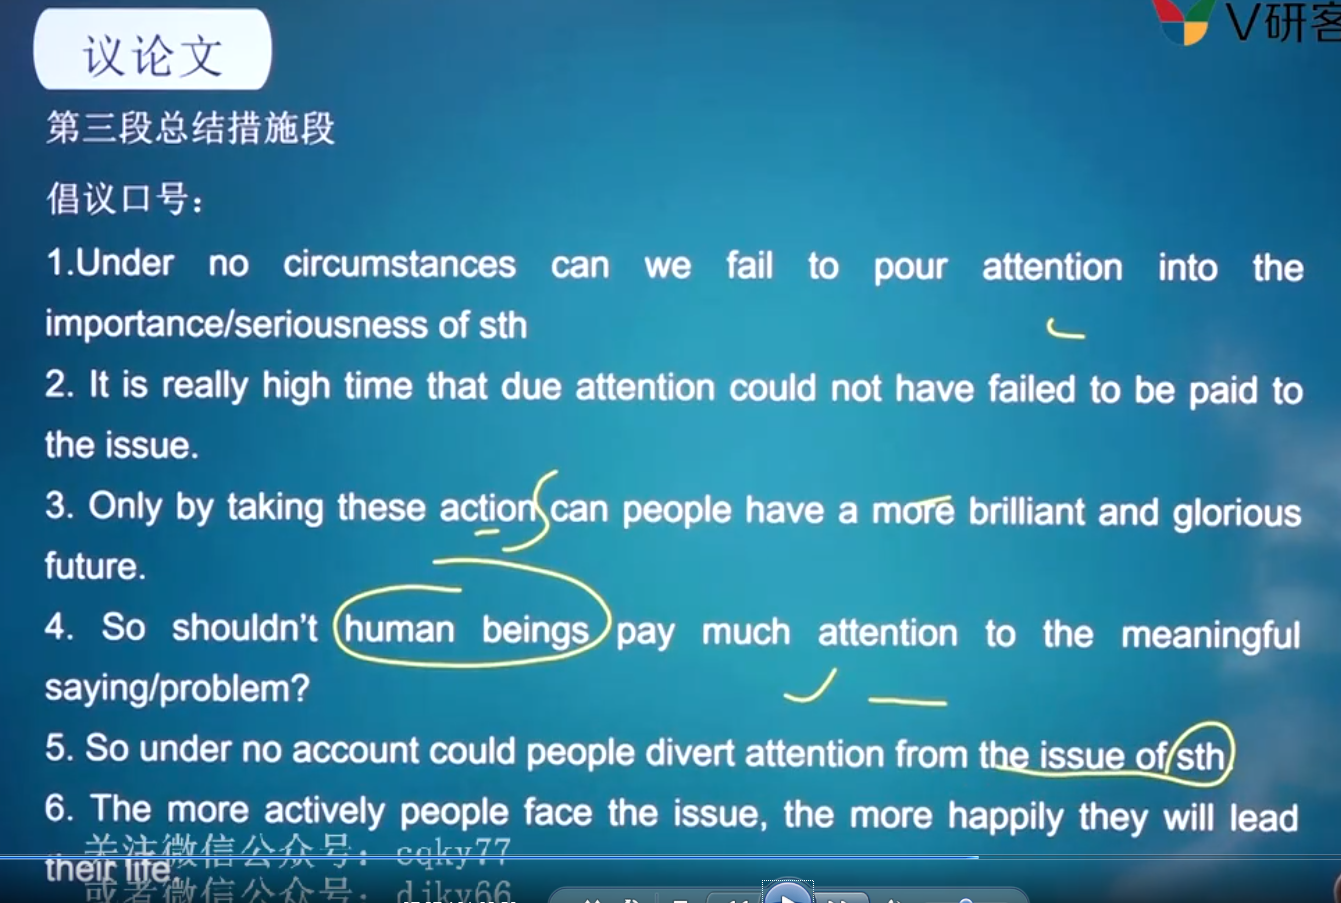 议论文
V研客
第三段总结措施段
倡议口号：
1.Under no circumstances can we fail to pour attention into the
importance/seriousness of sth
2. It is really high time that due attention could not have failed to be paid to
the issue.
3. Only by taking these action can people have a more brilliant and glorious
future.
4. So shouldn't human beings pay much attention to the meaningful
saying/problem?
5. So under no account could people divert attention from the issue of sth
6. The more actively people face the issue, the more happily they will lead
关注微信公众号：cqky77
their life.
或者微信公众号：djky66